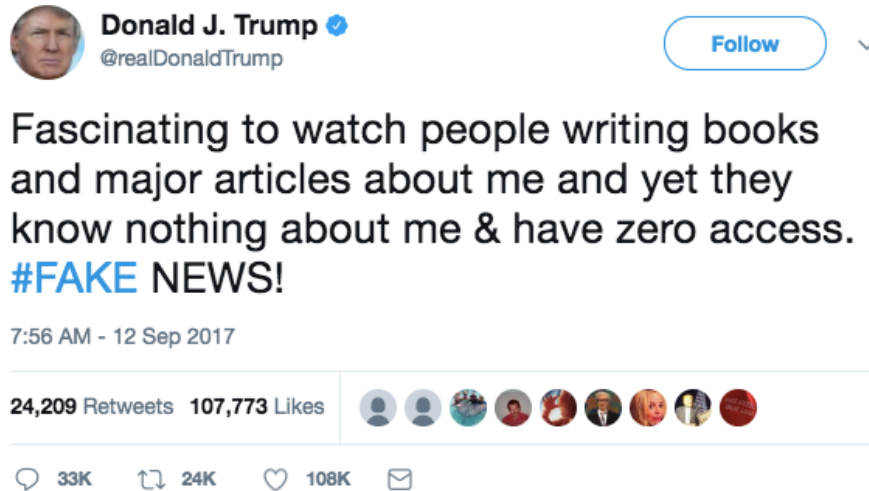 Donald J. Trump
@realDonaldTrump
Follow
Fascinating to watch people writing books
and major articles about me and yet they
know nothing about me & have zero access.
#FAKE NEWS!
7:56 AM - 12 Sep 2017
24,209 Retweets 107,773 Likes
33K 24K 108K